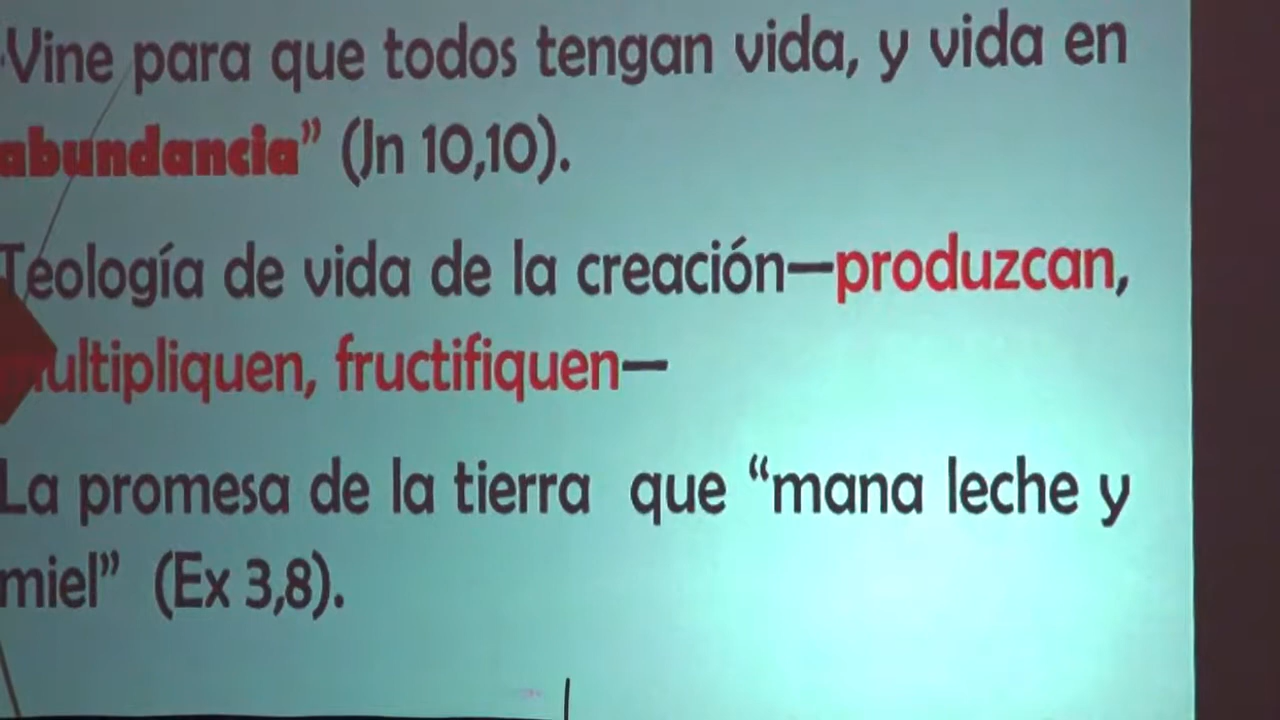 “Vine para que todos tengan vida, y vida en
abundancia” (Jn 10,10).
Teología de vida de la creación—produzcan,
multipliquen, fructifiquen—
La promesa de la tierra que “mana leche y
miel” (Ex 3,8).